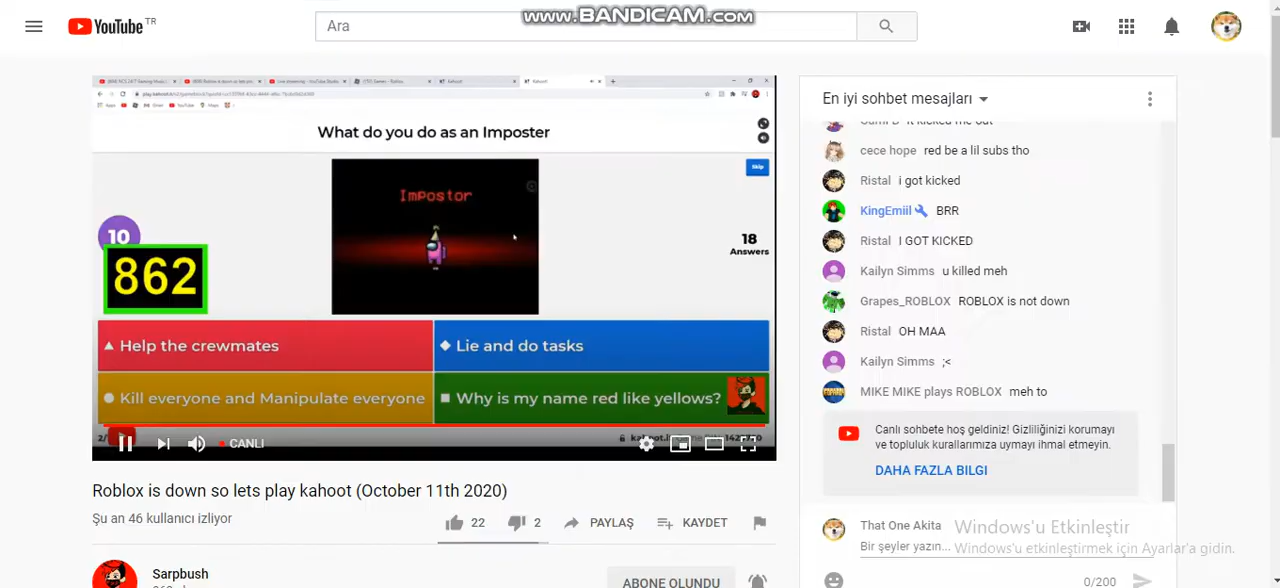 www.BANDICAM.com
YouTube TR
Ara
What do you do as an Imposter
Skip
Impostor
10
862
18
Answers
Help the crewmates
Lie and do tasks
Kill everyone and Manipulate everyone
Why is my name red like yellows?
CANLI
Roblox is down so lets play kahoot (October 11th 2020)
Şu an 46 kullanıcı izliyor
22
2
PAYLAŞ
KAYDET
Sarpbush
ABONE OLUNDU
En iyi sohbet mesajları
cece hope red be a lil subs tho
Ristal i got kicked
KingEmiil BRR
Ristal I GOT KICKED
Kailyn Simms u killed meh
Grapes_ROBLOX ROBLOX is not down
Ristal OH MAA
Kailyn Simms ;<
MIKE MIKE plays ROBLOX meh to
Canlı sohbete hoş geldiniz! Gizliliğinizi korumayı
ve topluluk kurallarımıza uymayı ihmal etmeyin.
DAHA FAZLA BILGI
That One Akita
Bir şeyler yazın...
0/200
Windows'u Etkinleştir
Windows'u etkinleştirmek için Ayarlar'a gidin.